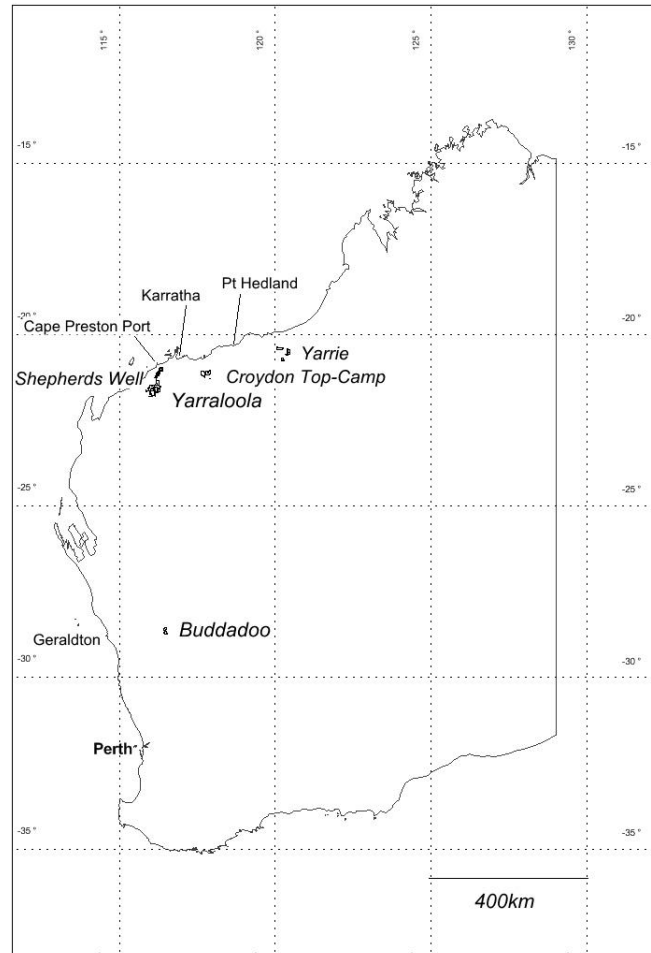 115 °
120 °
125 °
130 °
-15 °
-15 °
Pt Hedland
Karratha
Cape Preston Port
-20 °
-20 °
Yarrie
Shepherds Well
Croydon Top-Camp
Yarraloola
-25 °
-25 °
Buddadoo
Geraldton
-30 °
-30 °
Perth
-35 °
-35 °
400km